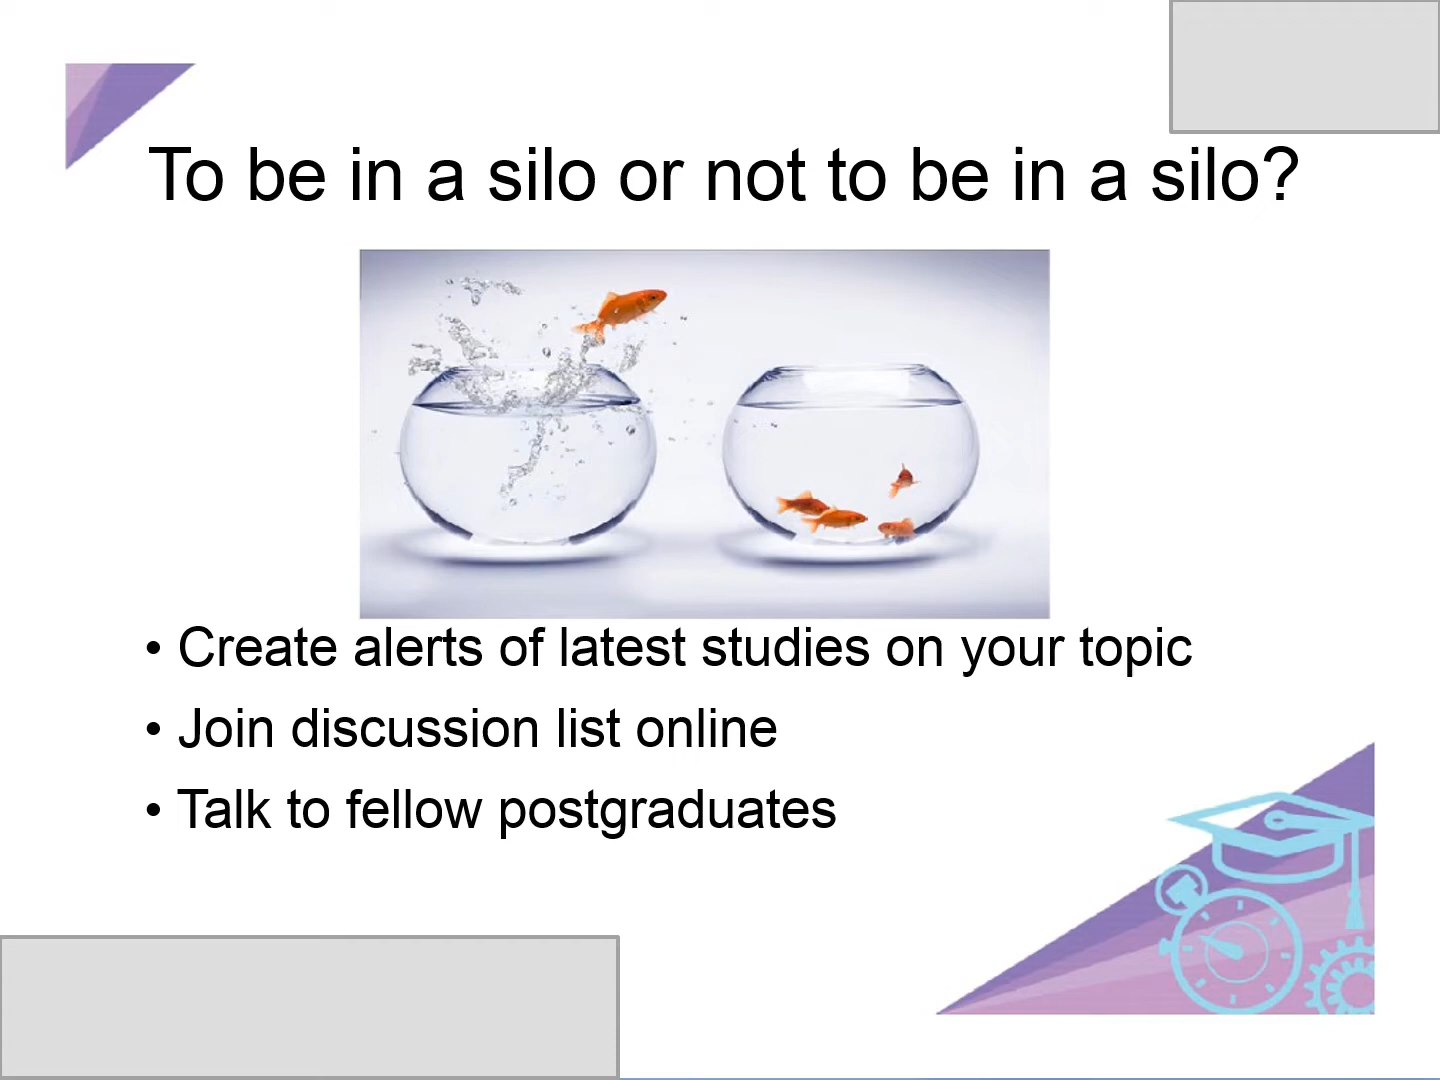 To be in a silo or not to be in a silo?
• Create alerts of latest studies on your topic
• Join discussion list online
• Talk to fellow postgraduates